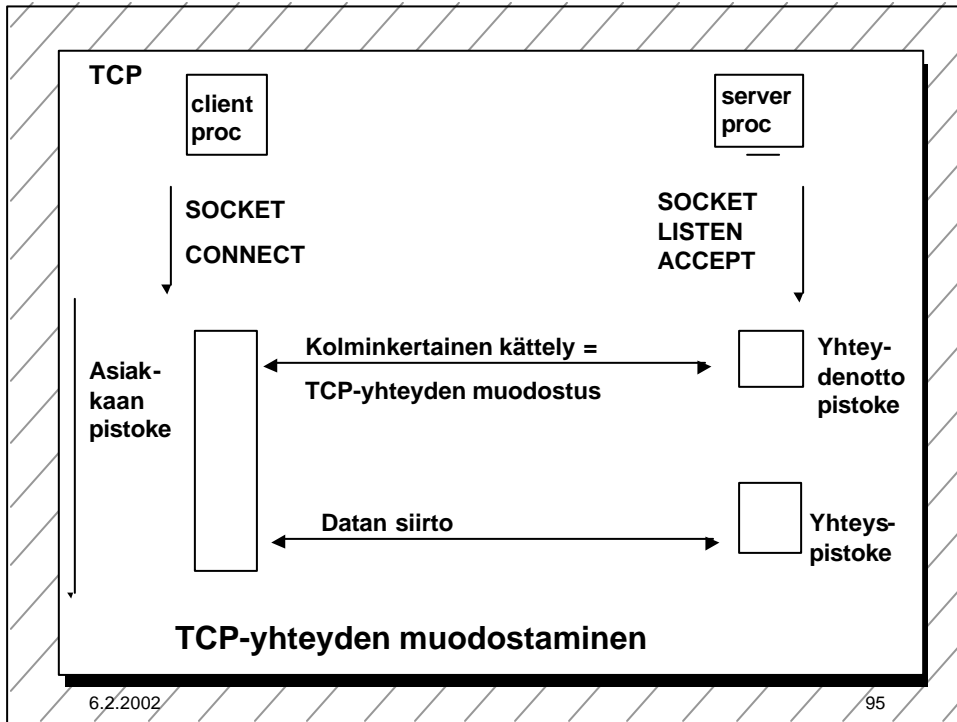 TCP
client
proc
server
proc
SOCKET
CONNECT
SOCKET
LISTEN
ACCEPT
Asiak-
kaan
pistoke
Kolminkertainen kättely =
TCP-yhteyden muodostus
Yhtey-
denotto
pistoke
Datan siirto
Yhteys-
pistoke
TCP-yhteyden muodostaminen
6.2.2002
95